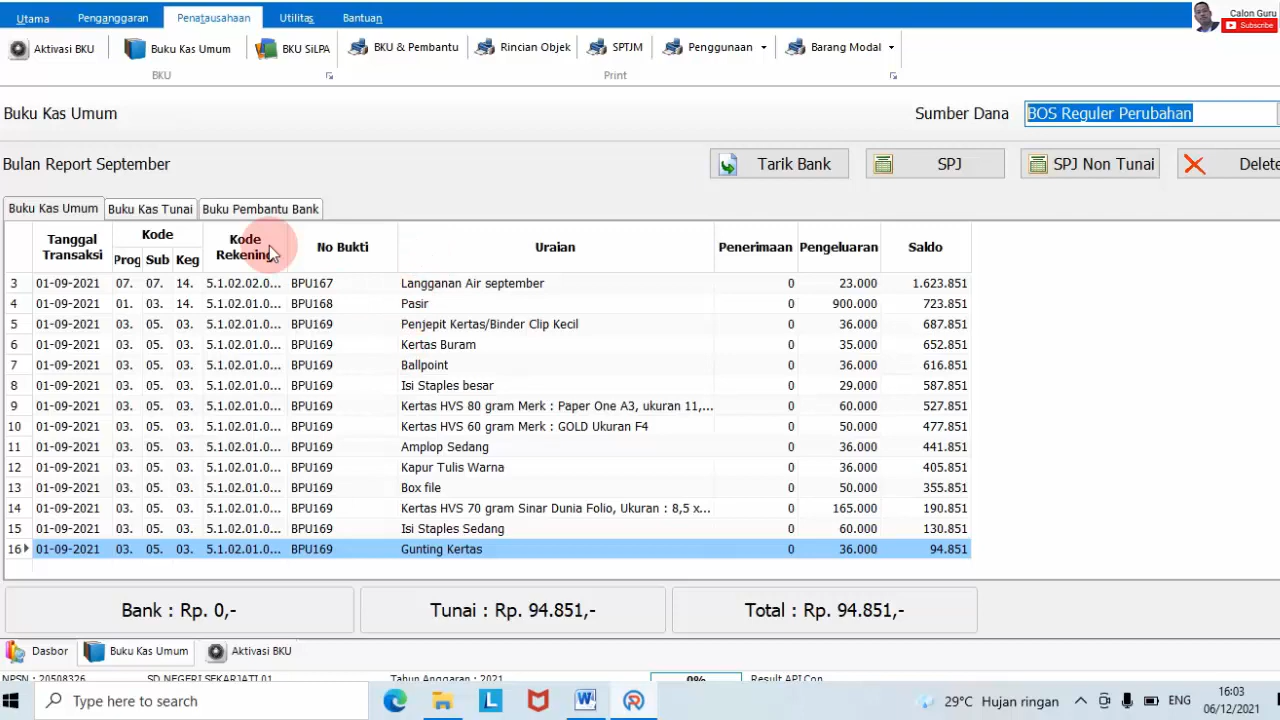 Utama Penganggaran Penatausahaan Utilitas Bantuan
Calon Guru
Subscribe
Aktivasi BKU Buku Kas Umum BKU SiLPA BKU & Pembantu Rincian Objek SPTJM Penggunaan Barang Modal
BKU Print
Buku Kas Umum Sumber Dana BOS Reguler Perubahan
Bulan Report September Tarik Bank SPJ SPJ Non Tunai Delete
Buku Kas Umum Buku Kas Tunai Buku Pembantu Bank
Tanggal Transaksi Kode Prog Sub Keg Kode Rekening No Bukti Uraian Penerimaan Pengeluaran Saldo
3 01-09-2021 07. 07. 14. 5.1.02.02.0... BPU167 Langganan Air september 0 23.000 1.623.851
4 01-09-2021 01. 03. 14. 5.1.02.01.0... BPU168 Pasir 0 900.000 723.851
5 01-09-2021 03. 05. 03. 5.1.02.01.0... BPU169 Penjepit Kertas/Binder Clip Kecil 0 36.000 687.851
6 01-09-2021 03. 05. 03. 5.1.02.01.0... BPU169 Kertas Buram 0 35.000 652.851
7 01-09-2021 03. 05. 03. 5.1.02.01.0... BPU169 Ballpoint 0 36.000 616.851
8 01-09-2021 03. 05. 03. 5.1.02.01.0... BPU169 Isi Staples besar 0 29.000 587.851
9 01-09-2021 03. 05. 03. 5.1.02.01.0... BPU169 Kertas HVS 80 gram Merk : Paper One A3, ukuran 11,... 0 60.000 527.851
10 01-09-2021 03. 05. 03. 5.1.02.01.0... BPU169 Kertas HVS 60 gram Merk : GOLD Ukuran F4 0 50.000 477.851
11 01-09-2021 03. 05. 03. 5.1.02.01.0... BPU169 Amplop Sedang 0 36.000 441.851
12 01-09-2021 03. 05. 03. 5.1.02.01.0... BPU169 Kapur Tulis Warna 0 36.000 405.851
13 01-09-2021 03. 05. 03. 5.1.02.01.0... BPU169 Box file 0 50.000 355.851
14 01-09-2021 03. 05. 03. 5.1.02.01.0... BPU169 Kertas HVS 70 gram Sinar Dunia Folio, Ukuran : 8,5 x... 0 165.000 190.851
15 01-09-2021 03. 05. 03. 5.1.02.01.0... BPU169 Isi Staples Sedang 0 60.000 130.851
16 01-09-2021 03. 05. 03. 5.1.02.01.0... BPU169 Gunting Kertas 0 36.000 94.851
Bank : Rp. 0,- Tunai : Rp. 94.851,- Total : Rp. 94.851,-
Dasbor Buku Kas Umum Aktivasi BKU
NPSN : 20508326 SD NEGERI SEKARJATI 01 Tahun Anggaran : 2021 0% Result API Con
Type here to search L W 29°C Hujan ringan ENG 16:03
06/12/2021